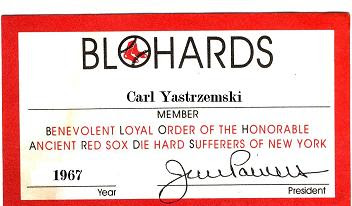 BLOHARDS
Carl Yastrzemski
MEMBER
BENEVOLENT LOYAL ORDER OF THE HONORABLE
ANCIENT RED SOX DIE HARD SUFFERERS OF NEW YORK
1967
Year President